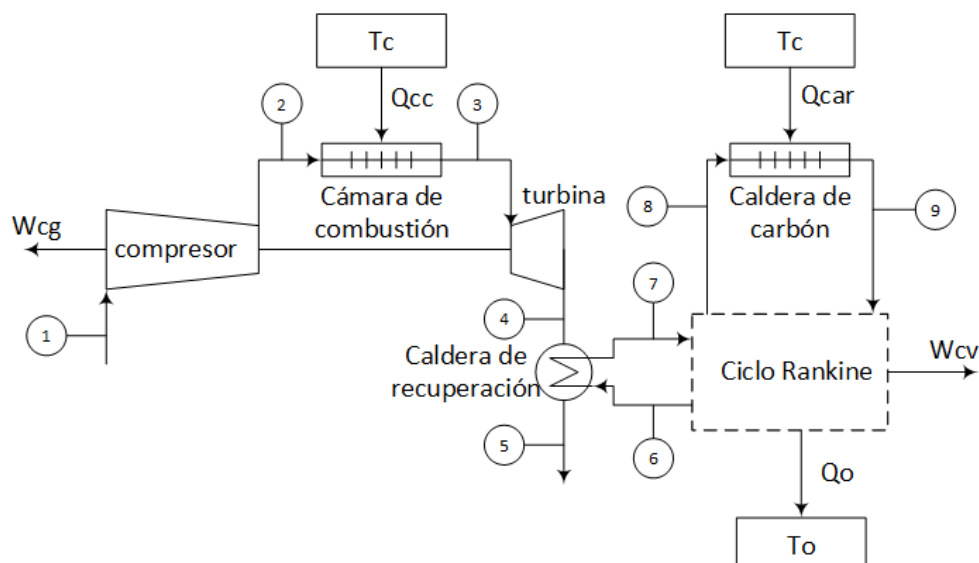 Tc
Tc
Qcc
Qcar
2
3
Cámara de
combustión
turbina
Caldera de
carbón
8
9
Wcg
compresor
1
7
4
Caldera de
recuperación
Ciclo Rankine
Wcv
5
6
Qo
To